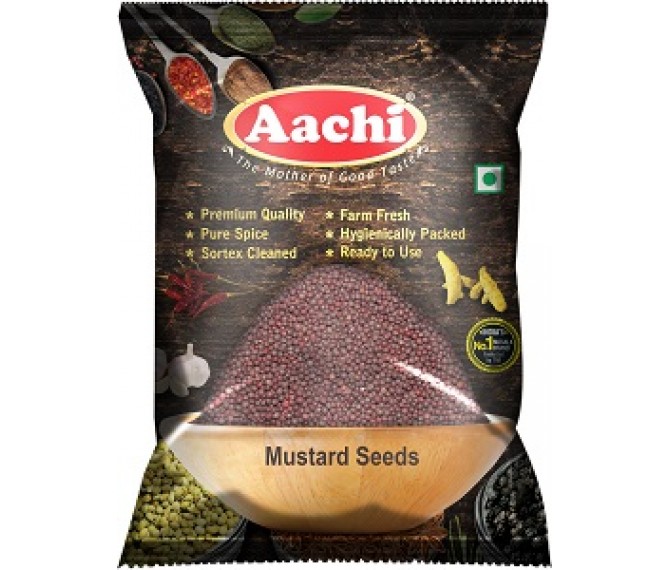 Aachi®
The Mother of Good Taste
★ Premium Quality ★ Farm Fresh
★ Pure Spice ★ Hygienically Packed
★ Sortex Cleaned ★ Ready to Use
No.1
Mustard Seeds